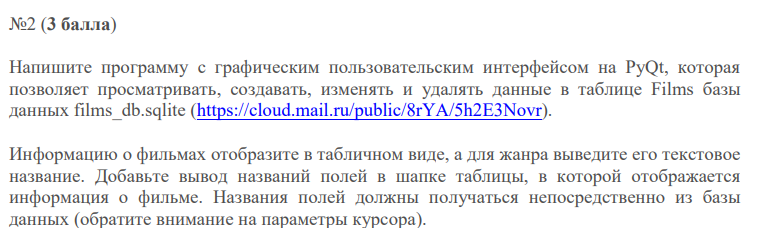 №2 (3 балла)
Напишите программу с графическим пользовательским интерфейсом на PyQt, которая
позволяет просматривать, создавать, изменять и удалять данные в таблице Films базы
данных films_db.sqlite (https://cloud.mail.ru/public/8rYA/5h2E3Novr).
Информацию о фильмах отобразите в табличном виде, а для жанра выведите его текстовое
название. Добавьте вывод названий полей в шапке таблицы, в которой отображается
информация о фильме. Названия полей должны получаться непосредственно из базы
данных (обратите внимание на параметры курсора).